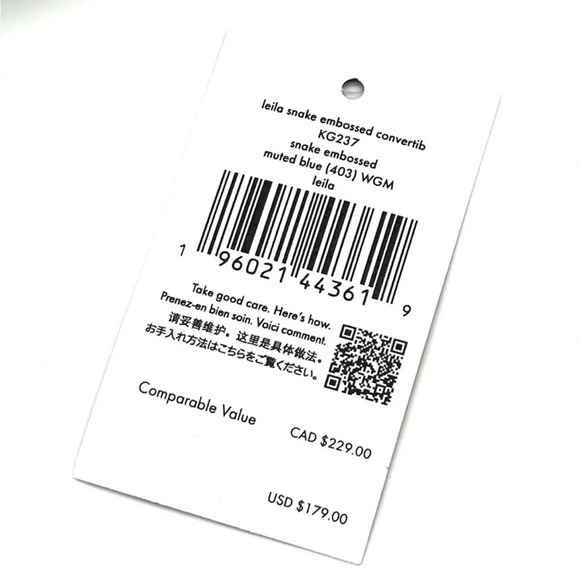 leila snake embossed convertib
KG237
snake embossed
muted blue (403) WGM
leila
1 96021 44361 9
Take good care. Here's how.
Prenez-en bien soin. Voici comment.
请妥善维护。这里是具体做法。
お手入れ方法はこちらをご覧ください。
Comparable Value
CAD $229.00
USD $179.00